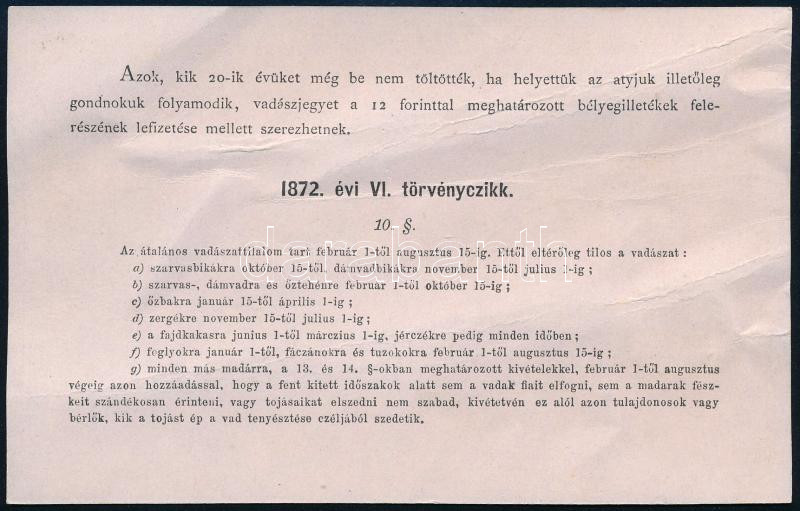 Azok, kik 20-ik évüket még be nem töltötték, ha helyettük az atyjuk illetőleg
gondnokuk folyamodik, vadászjegyet a 12 forinttal meghatározott bélyegilletékek fele-
részének lefizetése mellett szerezhetnek.
1872. évi VI. törvényczikk.
10. §.
Az átalános vadászattilalom tart február 1-től augusztus 15-ig. Ettől eltérőleg tilos a vadászat :
a) szarvasbikákra október 15-től, dámvadbikákra november 15-től julius 1-ig ;
b) szarvas-, dámvadra és őztehénre február 1-től október 15-ig ;
c) őzbakra január 15-től április 1-ig ;
d) zergékre november 15-től julius 1-ig ;
e) a fajdkakasra junius 1-től márczius 1-ig, jérczékre pedig minden időben ;
f) foglyokra január 1-től, fáczánokra és tuzokokra február 1-től augusztus 15-ig ;
g) minden más madárra, a 13. és 14. §-okban meghatározott kivételekkel, február 1-től augusztus
végeig azon hozzáadással, hogy a fent kitett időszakok alatt sem a vadak fiait elfogni, sem a madarak fész-
keit szándékosan érinteni, vagy tojásaikat elszedni nem szabad, kivétetvén ez alól azon tulajdonosok vagy
bérlők, kik a tojást ép a vad tenyésztése czéljából szedetik.
darabanth